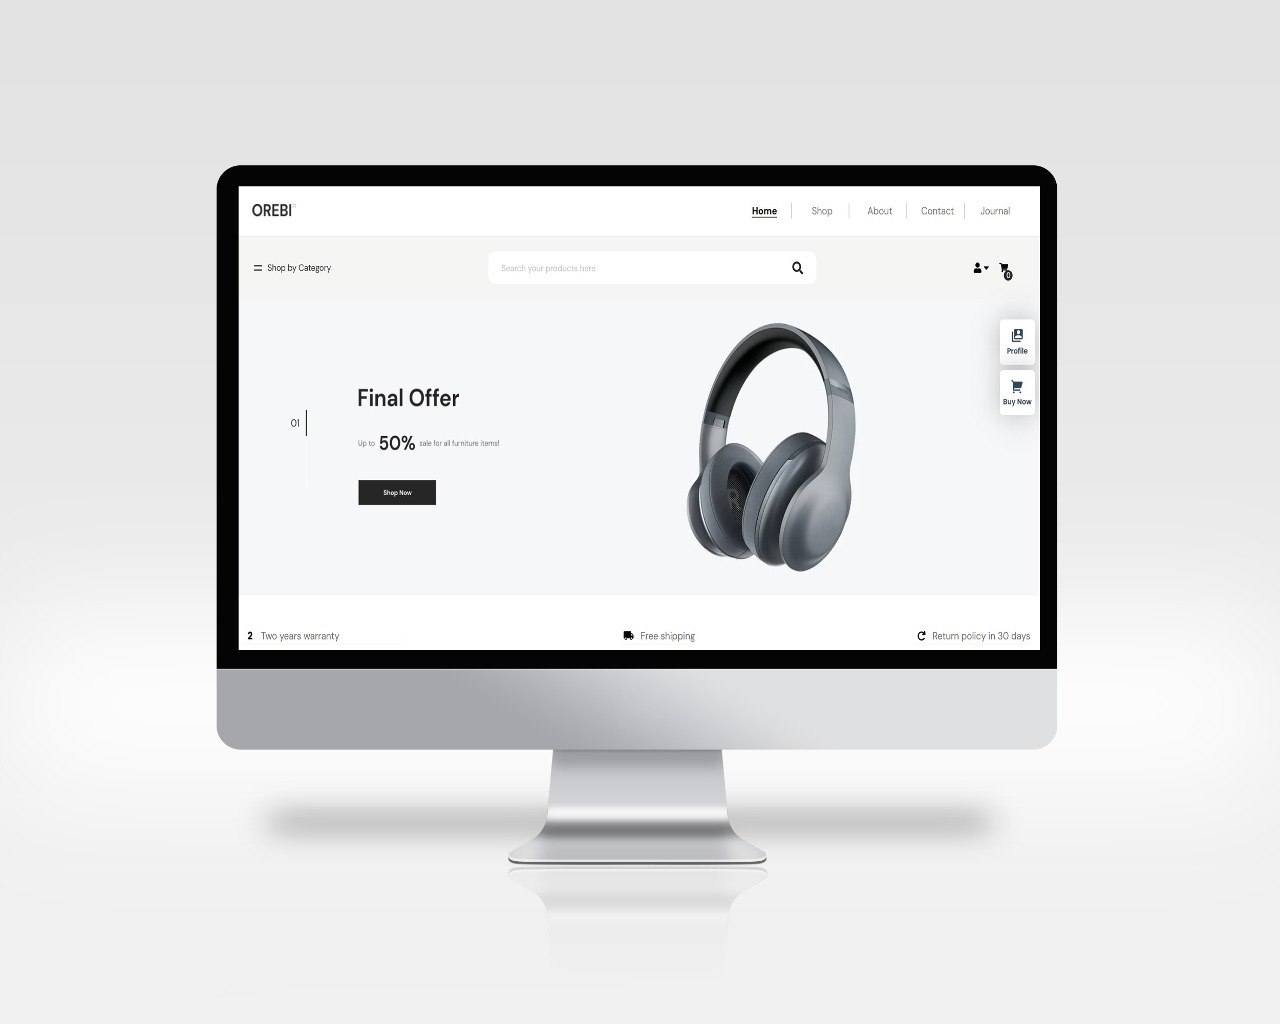 OREBI
Home
Shop
About
Contact
Journal
Shop by Category
Search your products here
0
Profile
Buy Now
Final Offer
01
Up to 50% sale for all furniture items!
Shop Now
2 Two years warranty
Free shipping
Return policy in 30 days